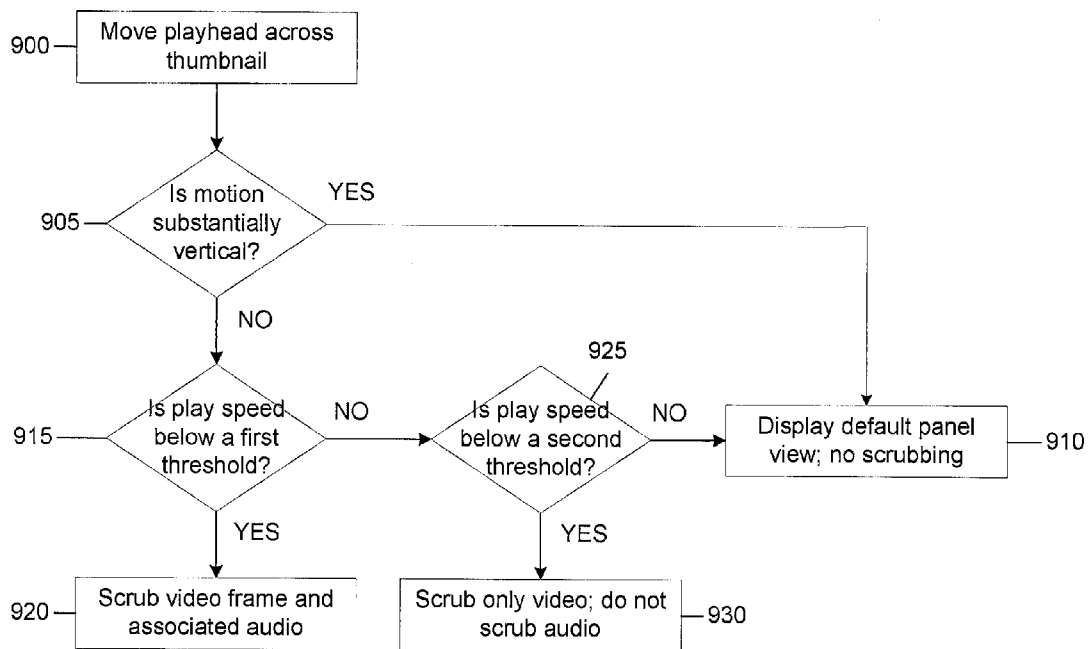 900
Move playhead across
thumbnail
905
Is motion
substantially
vertical?
YES
NO
915
Is play speed
below a first
threshold?
NO
925
Is play speed
below a second
threshold?
NO
Display default panel
view; no scrubbing
910
YES
YES
920
Scrub video frame and
associated audio
Scrub only video; do not
scrub audio
930